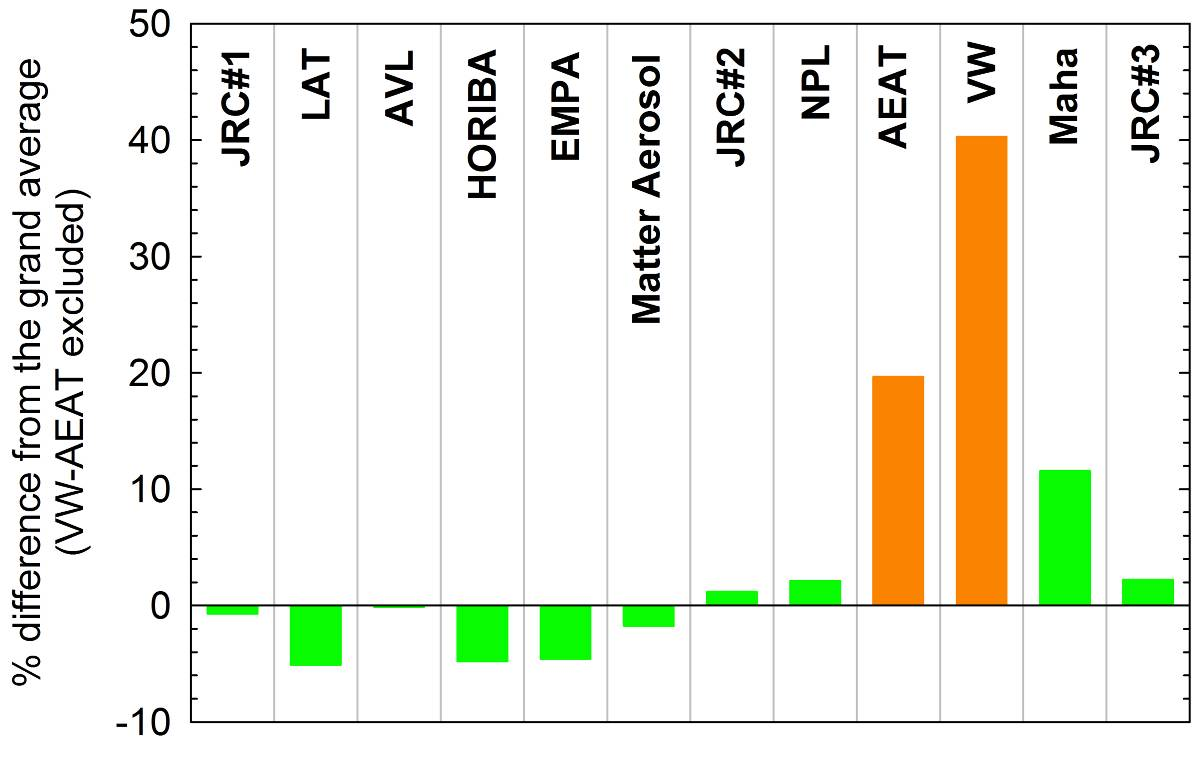 % difference from the grand average
(VW-AEAT excluded)
50
40
30
20
10
0
-10
JRC#1
LAT
AVL
HORIBA
EMPA
Matter Aerosol
JRC#2
NPL
AEAT
VW
Maha
JRC#3